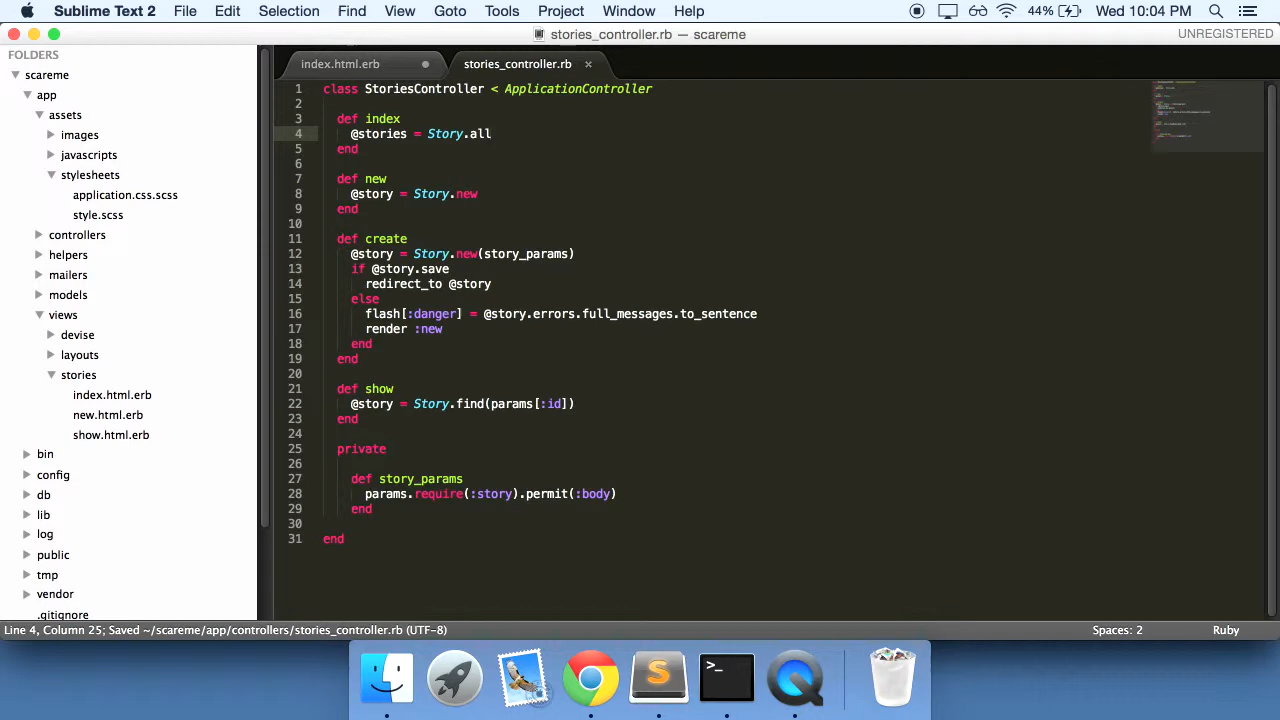 Sublime Text 2 File Edit Selection Find View Goto Tools Project Window Help 44% Wed 10:04 PM
stories_controller.rb — scareme UNREGISTERED
FOLDERS
scareme
app
assets
images
javascripts
stylesheets
application.css.scss
style.scss
controllers
helpers
mailers
models
views
devise
layouts
stories
index.html.erb
new.html.erb
show.html.erb
bin
config
db
lib
log
public
tmp
vendor
.gitignore
index.html.erb stories_controller.rb ×
1 class StoriesController < ApplicationController
2
3 def index
4 @stories = Story.all
5 end
6
7 def new
8 @story = Story.new
9 end
10
11 def create
12 @story = Story.new(story_params)
13 if @story.save
14 redirect_to @story
15 else
16 flash[:danger] = @story.errors.full_messages.to_sentence
17 render :new
18 end
19 end
20
21 def show
22 @story = Story.find(params[:id])
23 end
24
25 private
26
27 def story_params
28 params.require(:story).permit(:body)
29 end
30
31 end
Line 4, Column 25; Saved ~/scareme/app/controllers/stories_controller.rb (UTF-8) Spaces: 2 Ruby
>_